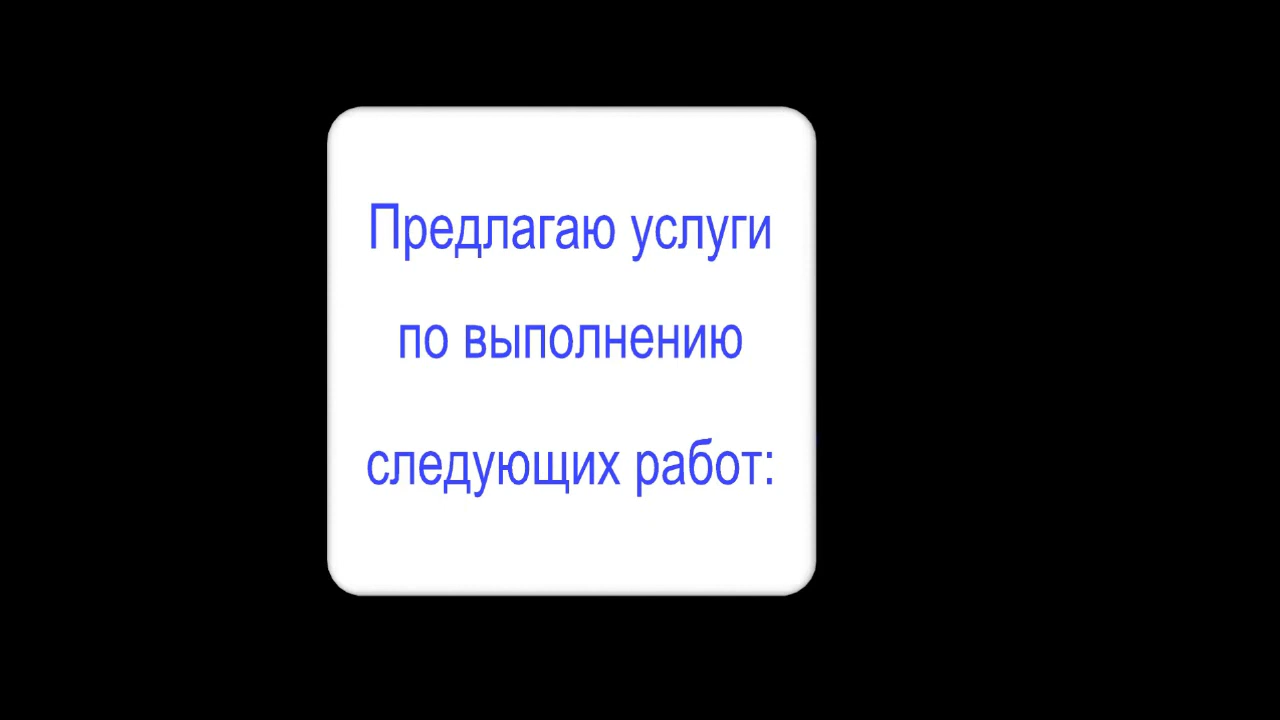 Предлагаю услуги
по выполнению
следующих работ: